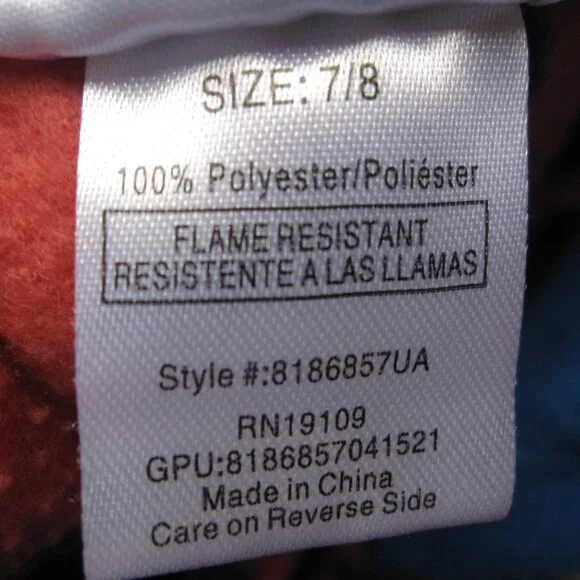 SIZE: 7/8
100% Polyester/Poliéster
FLAME RESISTANT
RESISTENTE A LAS LLAMAS
Style #:8186857UA
RN19109
GPU:8186857041521
Made in China
Care on Reverse Side